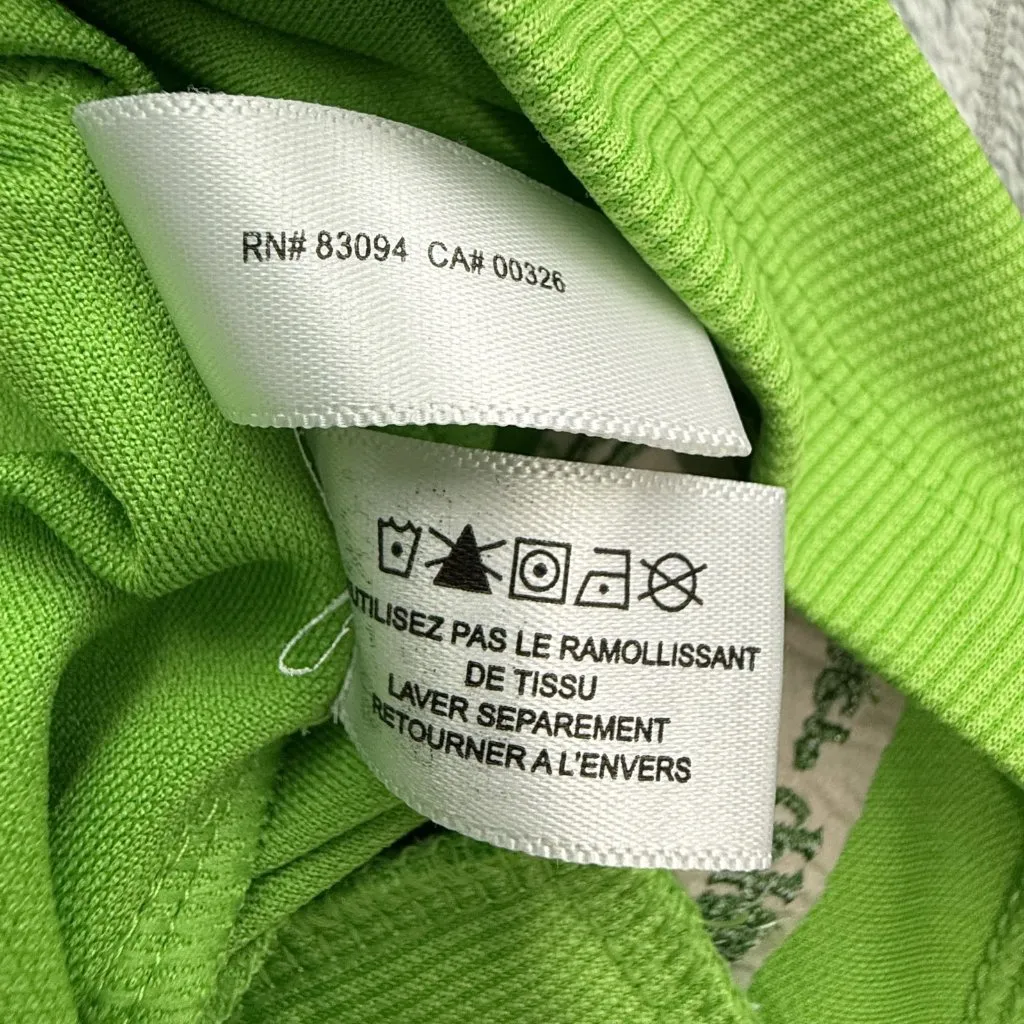 RN# 83094 CA# 00326
UTILISEZ PAS LE RAMOLLISSANT
DE TISSU
LAVER SEPAREMENT
RETOURNER A L'ENVERS